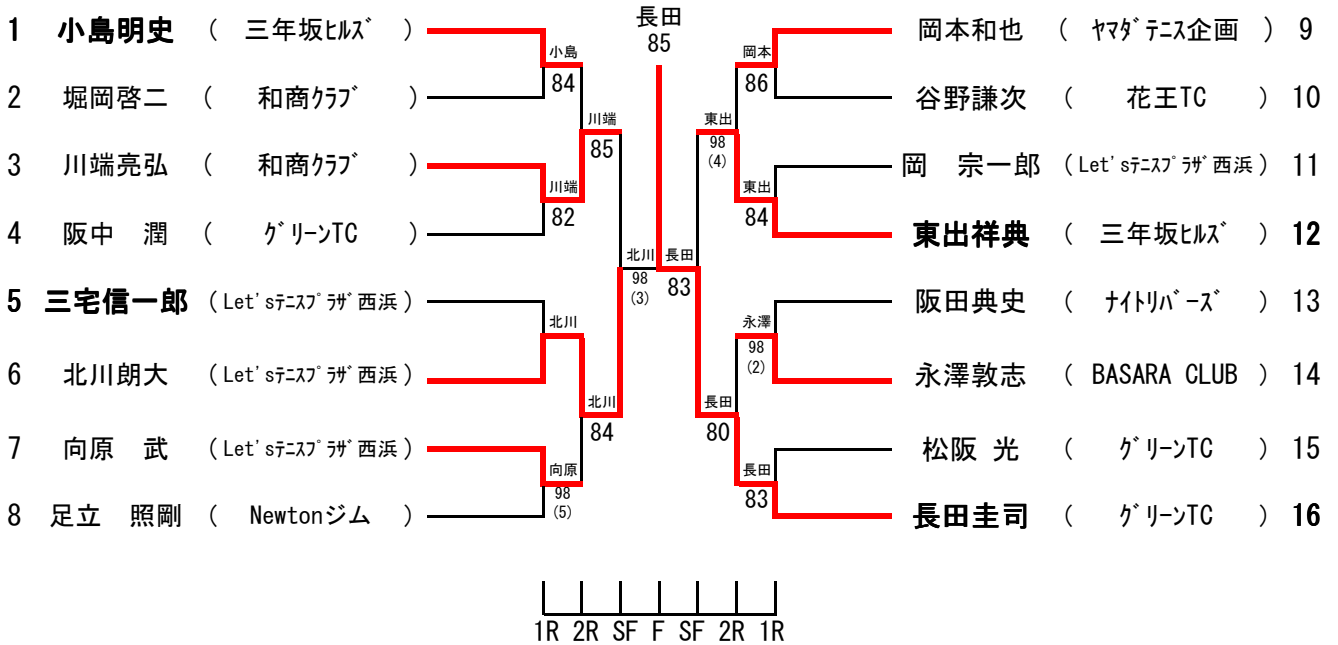 長田
85
1 小島明史 ( 三年坂ﾋﾙｽﾞ )
2 堀岡啓二 ( 和商ｸﾗﾌﾞ )
3 川端亮弘 ( 和商ｸﾗﾌﾞ )
4 阪中 潤 ( ｸﾞﾘｰﾝTC )
5 三宅信一郎 (Let'sﾃﾆｽﾌﾟﾗｻﾞ西浜)
6 北川朗大 (Let'sﾃﾆｽﾌﾟﾗｻﾞ西浜)
7 向原 武 (Let'sﾃﾆｽﾌﾟﾗｻﾞ西浜)
8 足立 照剛 ( Newtonジム )
小島
84
川端
82
北川
向原
98
(5)
川端
85
北川
84
北川
98
(3)
長田
83
東出
98
(4)
長田
80
岡本
86
東出
84
永澤
98
(2)
長田
83
岡本和也 ( ﾔﾏﾀﾞﾃﾆｽ企画 ) 9
谷野謙次 ( 花王TC ) 10
岡 宗一郎 (Let'sﾃﾆｽﾌﾟﾗｻﾞ西浜) 11
東出祥典 ( 三年坂ﾋﾙｽﾞ ) 12
阪田典史 ( ﾅｲﾄﾘﾊﾞｰｽﾞ ) 13
永澤敦志 ( BASARA CLUB ) 14
松阪 光 ( ｸﾞﾘｰﾝTC ) 15
長田圭司 ( ｸﾞﾘｰﾝTC ) 16
1R 2R SF F SF 2R 1R